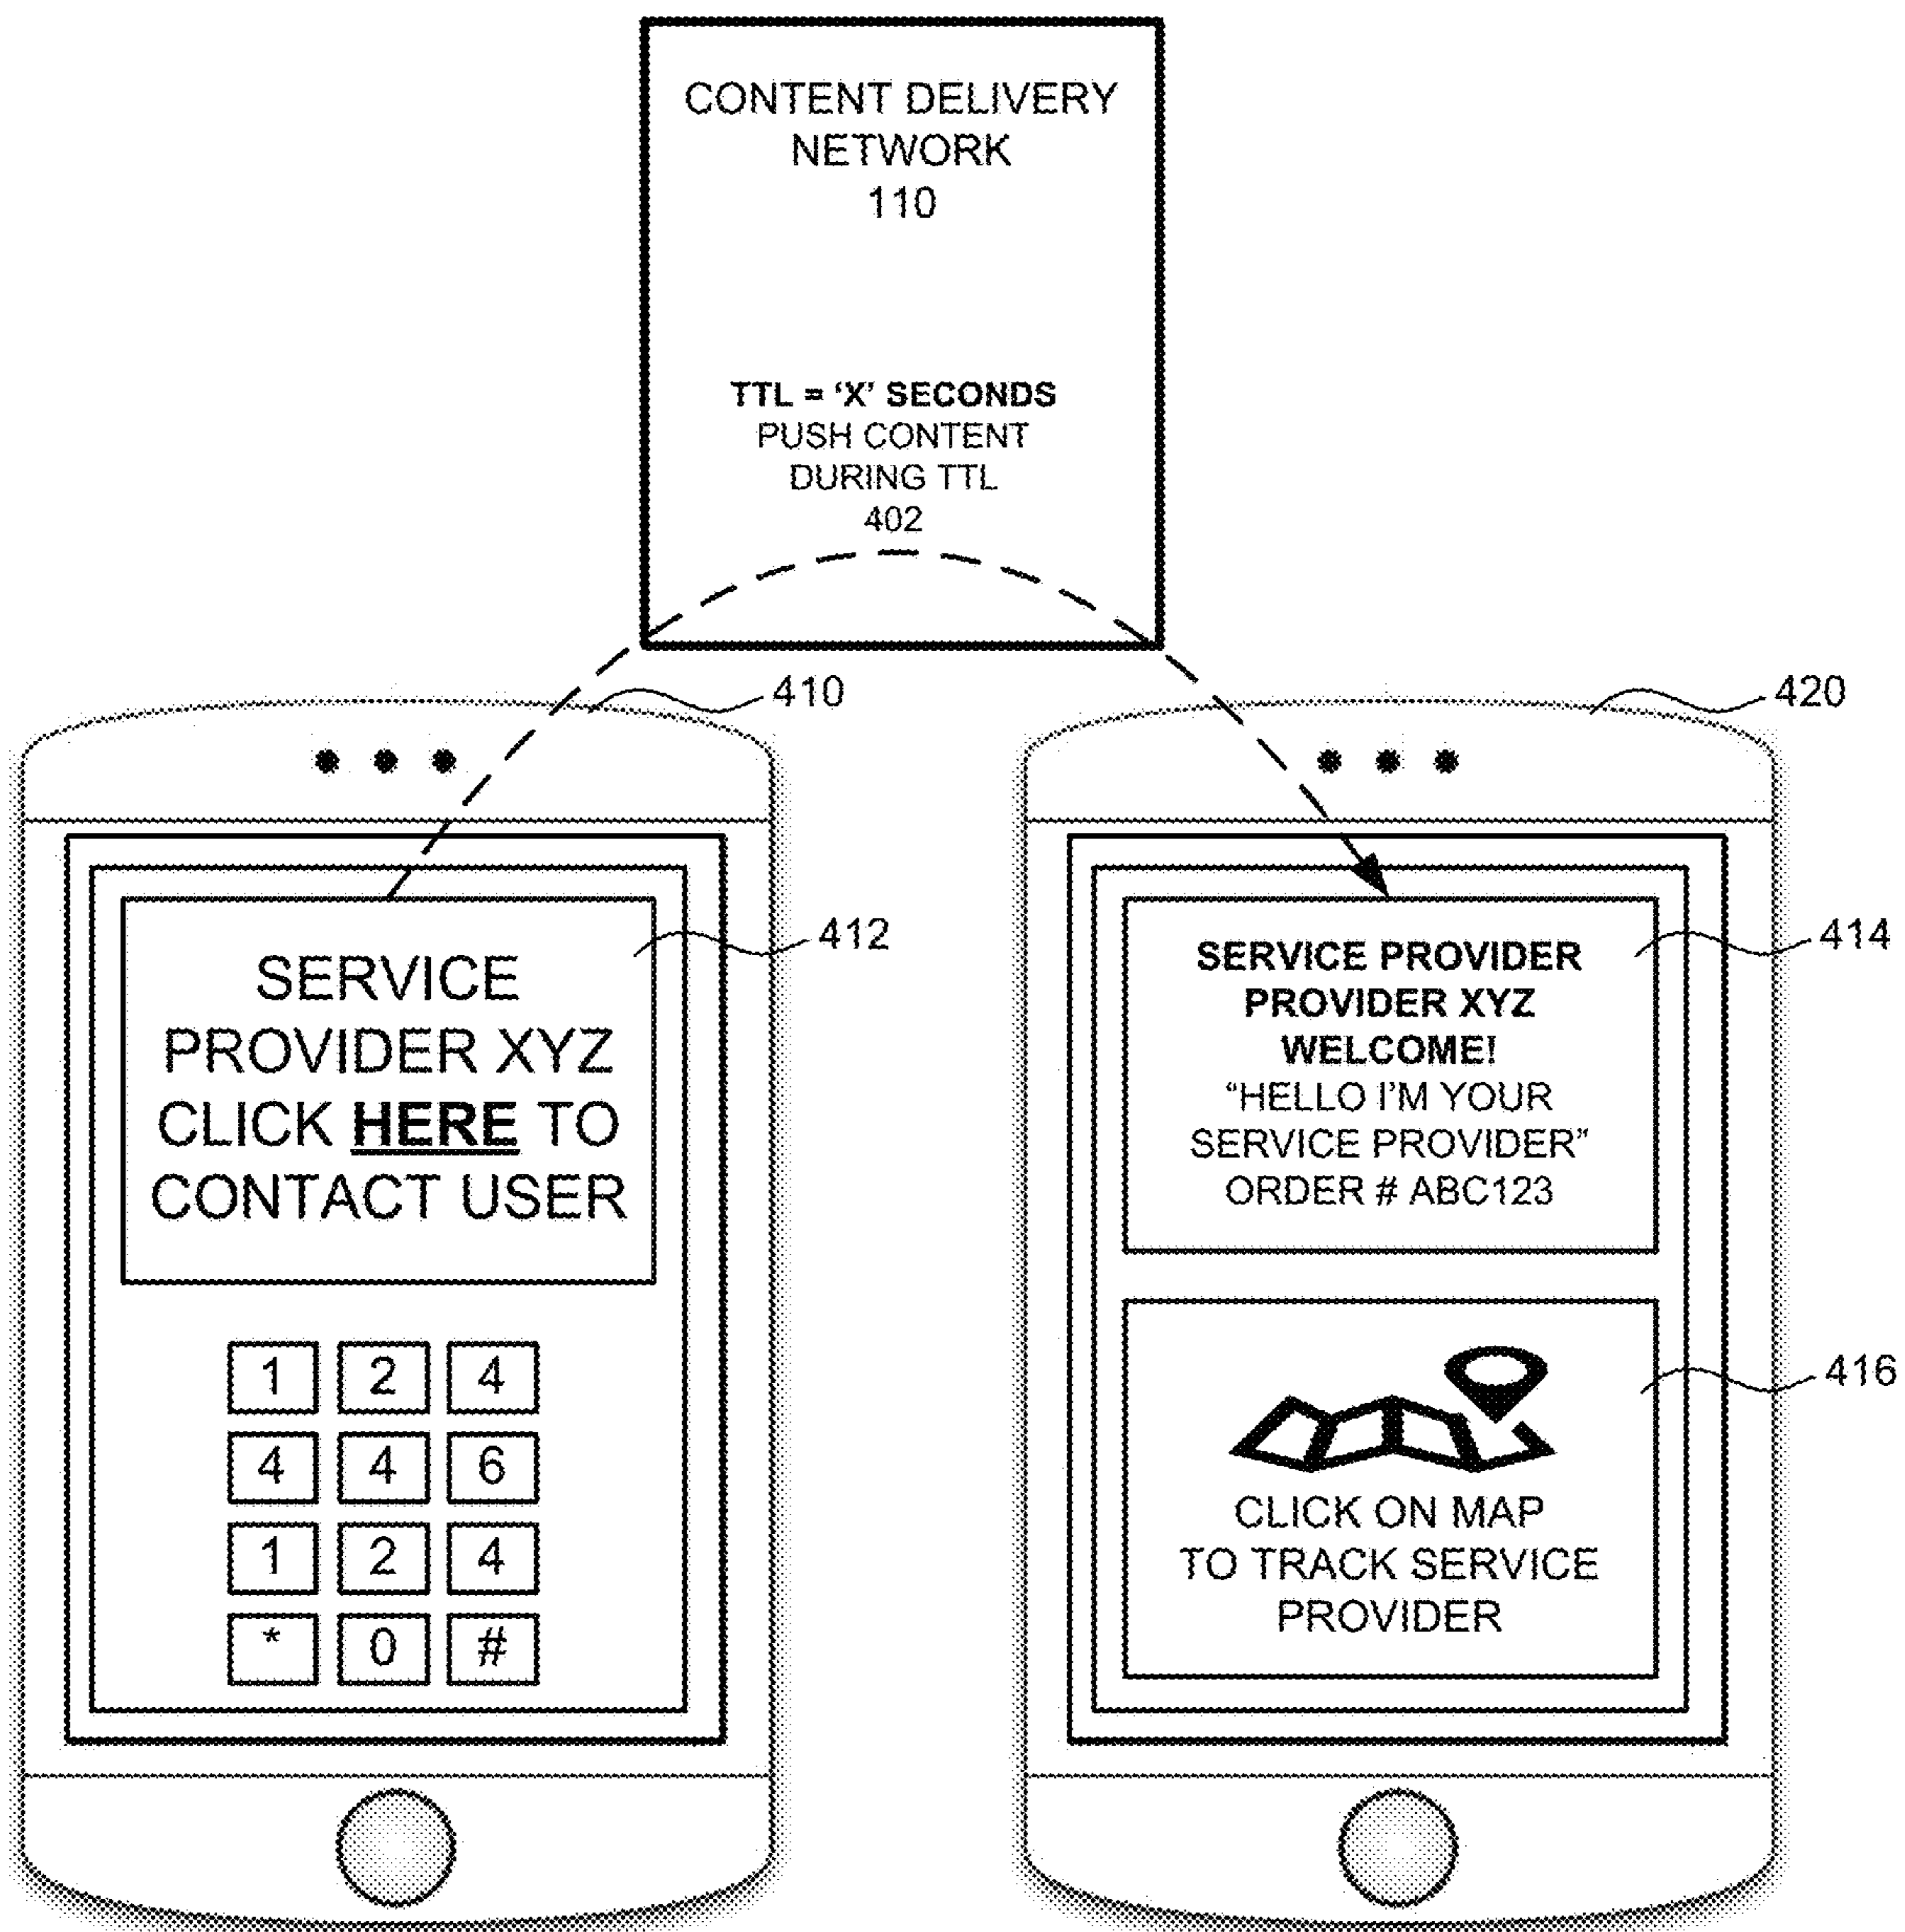 CONTENT DELIVERY
NETWORK
110
TTL = ‘X’ SECONDS
PUSH CONTENT
DURING TTL
402
410
412
SERVICE
PROVIDER XYZ
CLICK HERE TO
CONTACT USER
1 2 4
4 4 6
1 2 4
* 0 #
420
414
SERVICE PROVIDER
PROVIDER XYZ
WELCOME!
“HELLO I’M YOUR
SERVICE PROVIDER”
ORDER # ABC123
416
CLICK ON MAP
TO TRACK SERVICE
PROVIDER